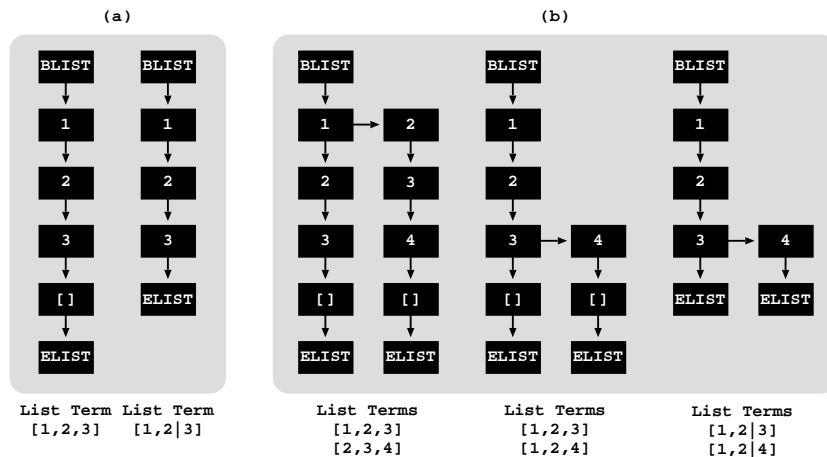 (a) (b)
BLIST BLIST BLIST BLIST BLIST
1 1 1 2 1 1
2 2 2 3 2 2
3 3 3 4 3 4 3 4
[] ELIST [] [] [] [] ELIST ELIST
ELIST ELIST ELIST ELIST ELIST
List Term List Term List Terms List Terms List Terms
[1,2,3] [1,2|3] [1,2,3] [1,2,3] [1,2|3]
[2,3,4] [1,2,4] [1,2|4]